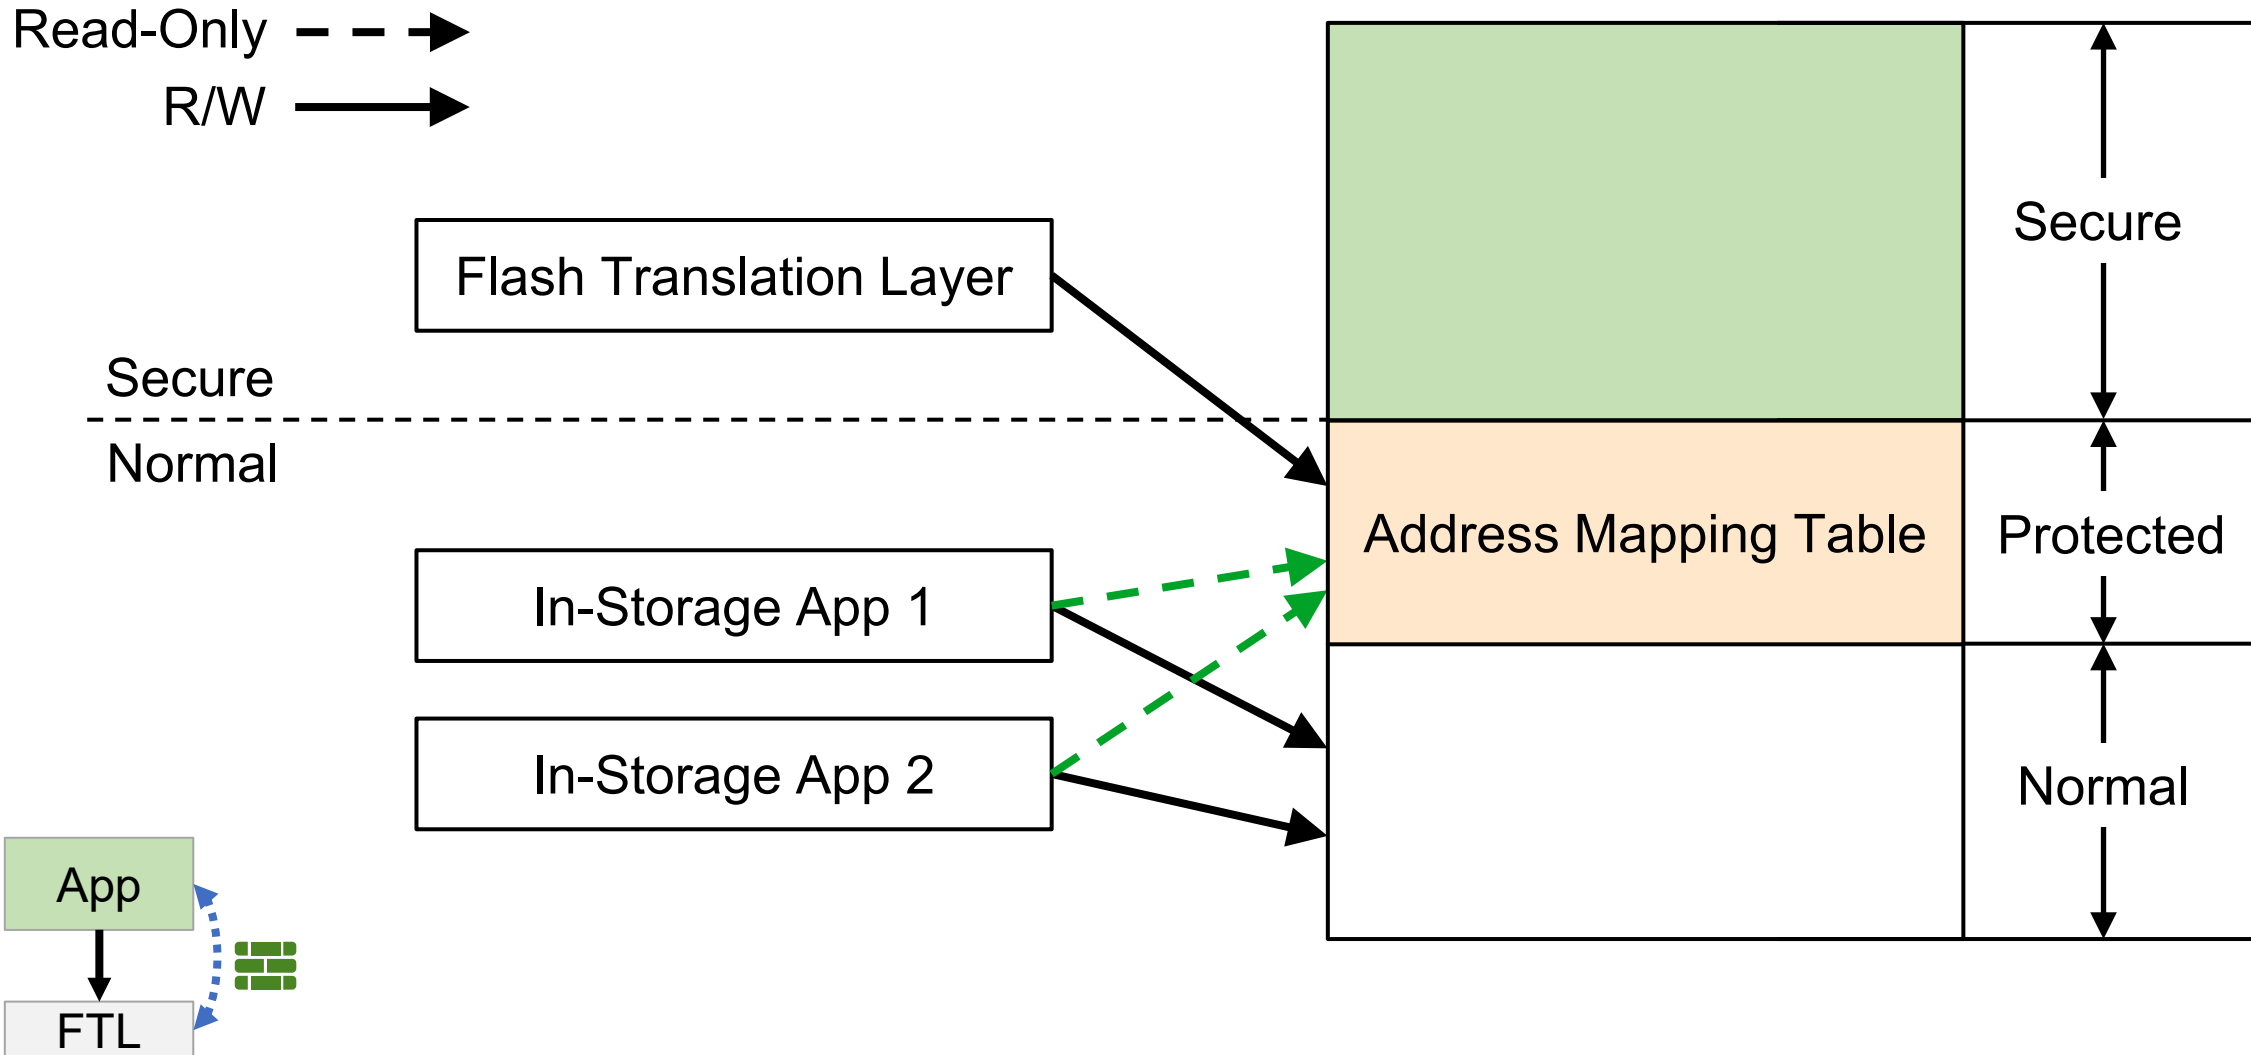 Read-Only
R/W
Flash Translation Layer
Secure
Normal
In-Storage App 1
In-Storage App 2
Address Mapping Table
Secure
Protected
Normal
App
FTL